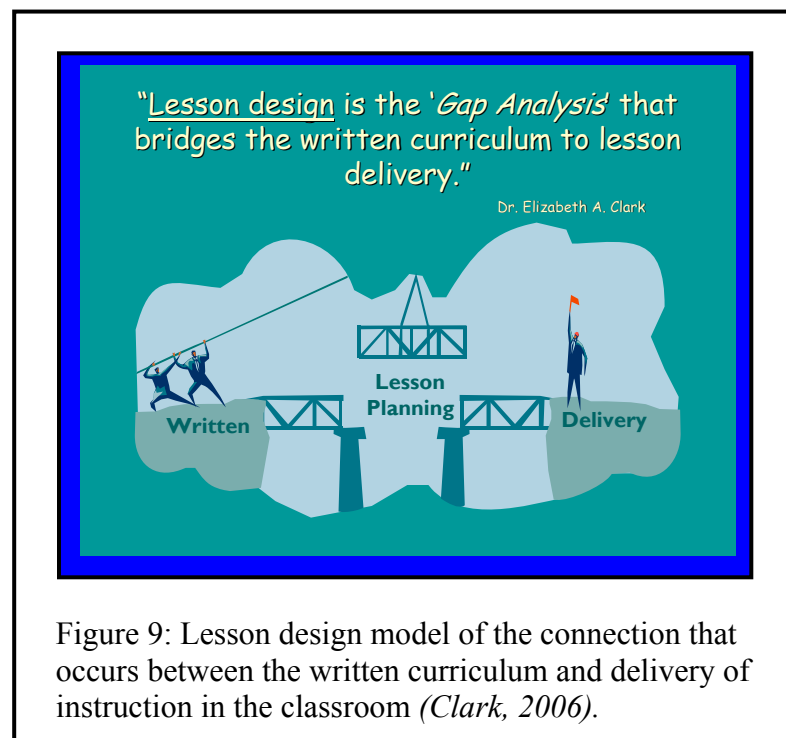 “Lesson design is the ‘Gap Analysis’ that
bridges the written curriculum to lesson
delivery.”
Dr. Elizabeth A. Clark
Lesson
Planning
Written
Delivery
Figure 9: Lesson design model of the connection that
occurs between the written curriculum and delivery of
instruction in the classroom (Clark, 2006).